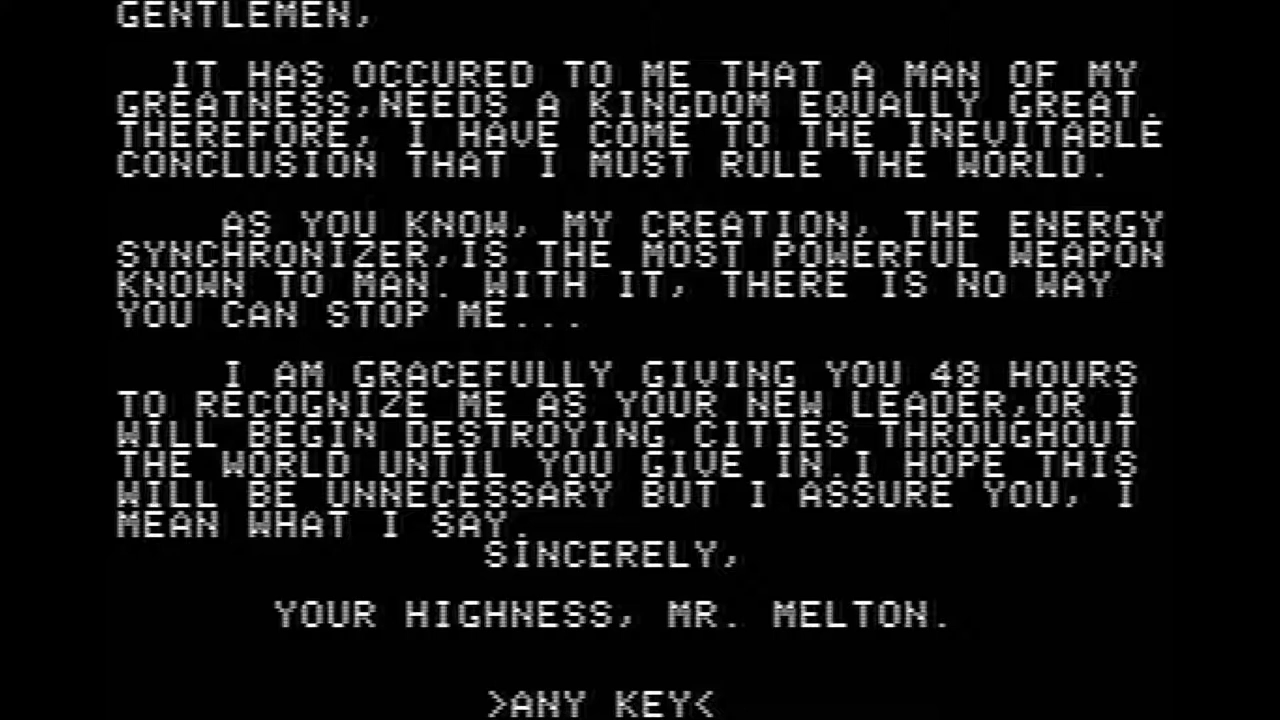 GENTLEMEN,
IT HAS OCCURED TO ME THAT A MAN OF MY
GREATNESS,NEEDS A KINGDOM EQUALLY GREAT.
THEREFORE, I HAVE COME TO THE INEVITABLE
CONCLUSION THAT I MUST RULE THE WORLD.
AS YOU KNOW, MY CREATION, THE ENERGY
SYNCHRONIZER,IS THE MOST POWERFUL WEAPON
KNOWN TO MAN. WITH IT, THERE IS NO WAY
YOU CAN STOP ME...
I AM GRACEFULLY GIVING YOU 48 HOURS
TO RECOGNIZE ME AS YOUR NEW LEADER,OR I
WILL BEGIN DESTROYING CITIES THROUGHOUT
THE WORLD UNTIL YOU GIVE IN.I HOPE THIS
WILL BE UNNECESSARY BUT I ASSURE YOU, I
MEAN WHAT I SAY.
SINCERELY,
YOUR HIGHNESS, MR. MELTON.
>ANY KEY<